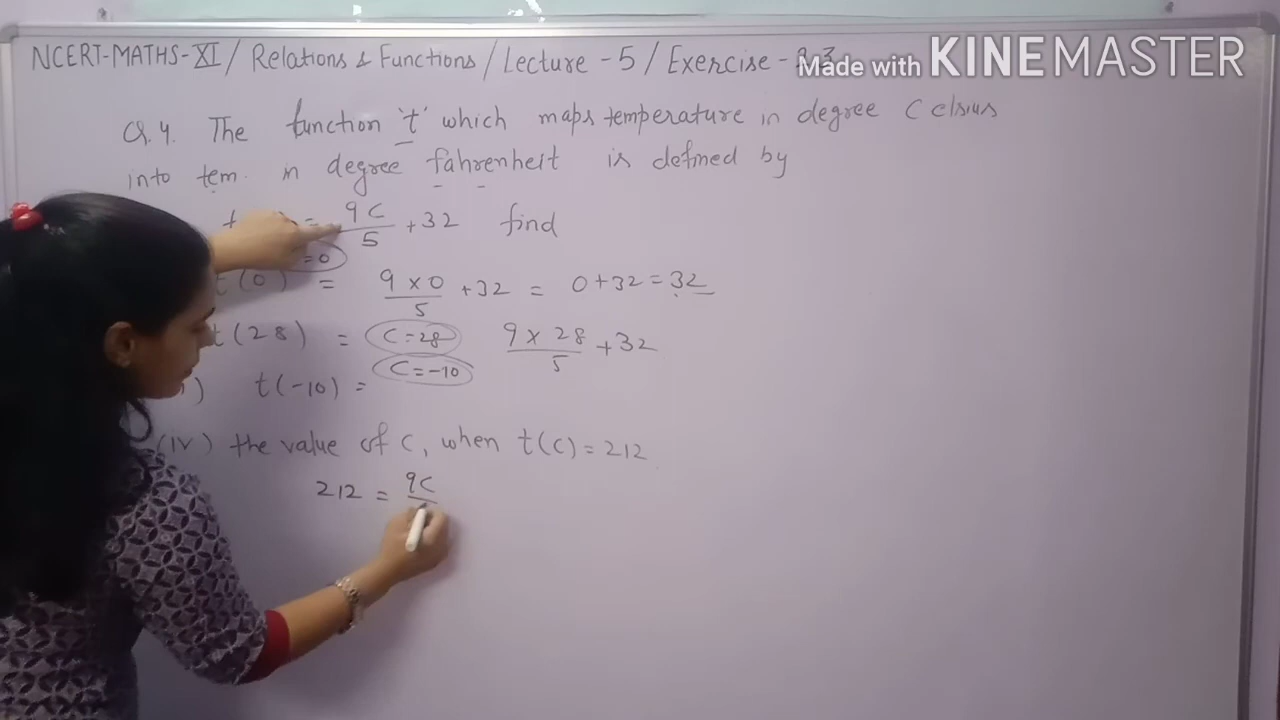 NCERT-MATHS-XI / Relations & Functions / Lecture - 5 / Exercise -
Made with KINEMASTER
Q.4. The function 't' which maps temperature in degree Celsius
into tem. in degree fahrenheit is defined by
t = 9C/5 + 32 find
= 0
t(0) = 9 × 0/5 + 32 = 0 + 32 = 32
t(28) = C = 28 9 × 28/5 + 32
) t(-10) = C = -10
(IV) the value of C, when t(C) = 212
212 = 9C